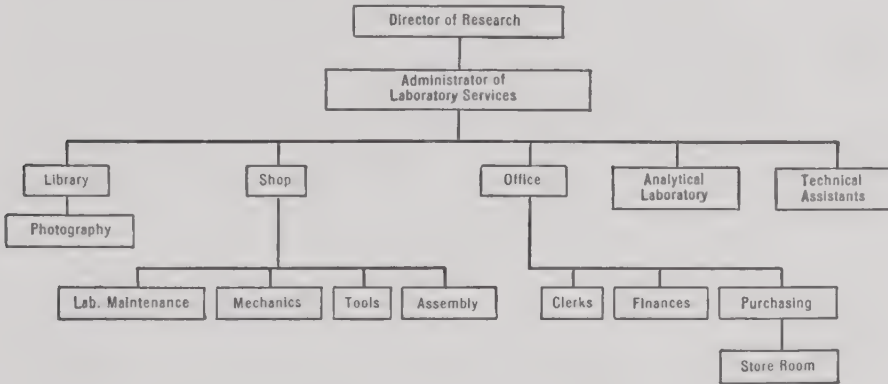 Director of Research
Administrator of
Laboratory Services
Library
Shop
Office
Analytical
Laboratory
Technical
Assistants
Photography
Lab. Maintenance
Mechanics
Tools
Assembly
Clerks
Finances
Purchasing
Store Room